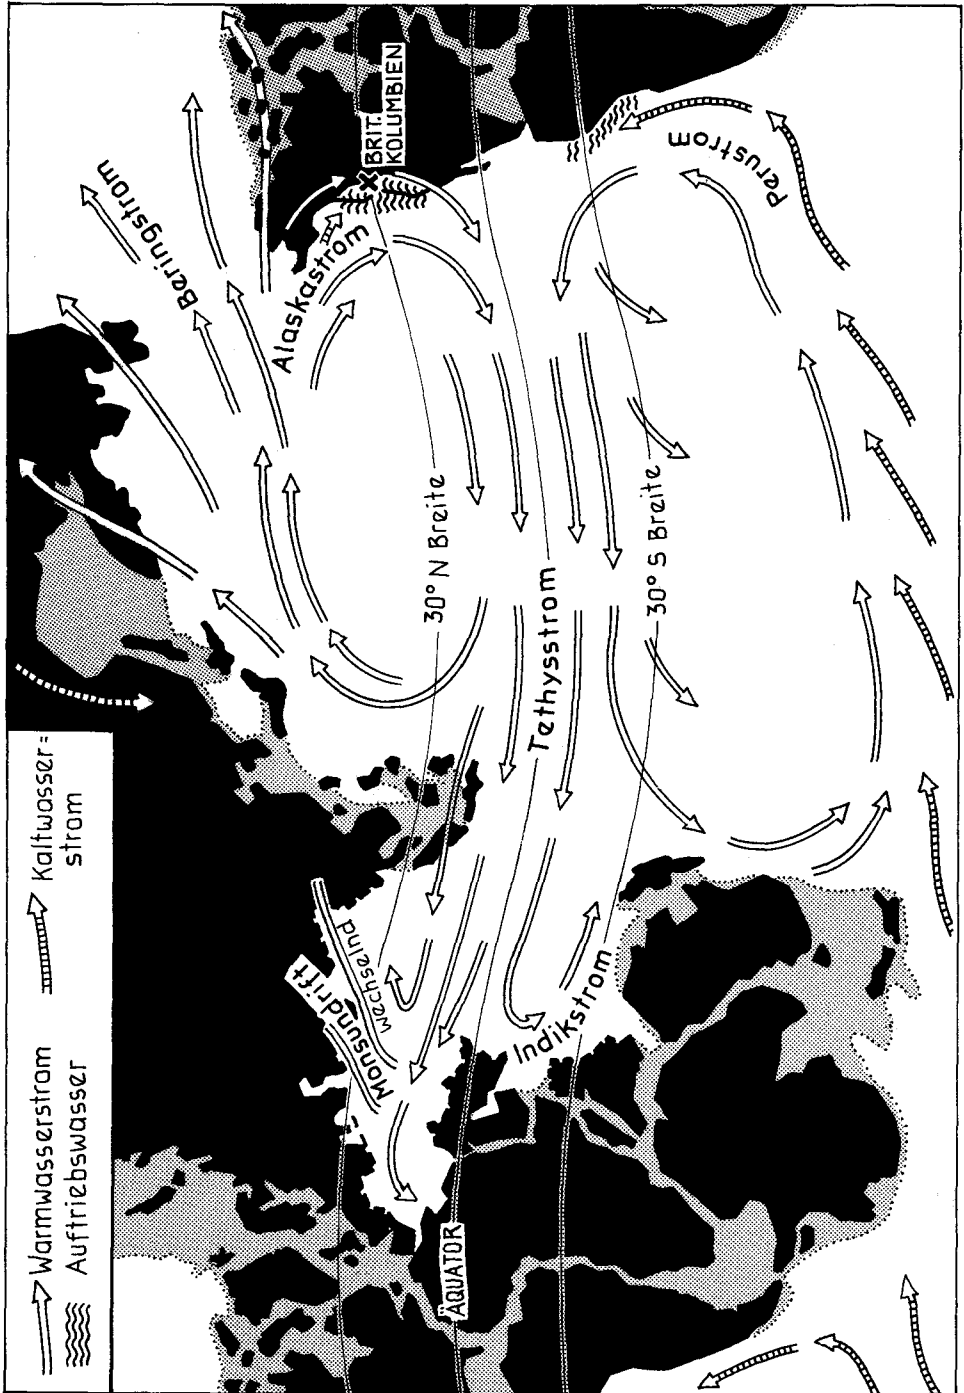 Warmwasserstrom
Auftriebswasser
Kaltwasser=
strom
Beringstrom
Alaskastrom
BRIT.
KOLUMBIEN
Perustrom
30° N Breite
30° S Breite
Tethysstrom
Monsundrift
wechselnd
Indikstrom
ÄQUATOR